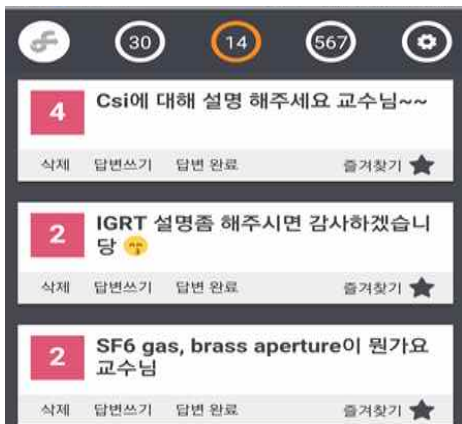 30 14 567
4 Csi에 대해 설명 해주세요 교수님~~
삭제 답변쓰기 답변 완료 즐겨찾기
2 IGRT 설명좀 해주시면 감사하겠습니
당 😙
삭제 답변쓰기 답변 완료 즐겨찾기
2 SF6 gas, brass aperture이 뭔가요
교수님
삭제 답변쓰기 답변 완료 즐겨찾기